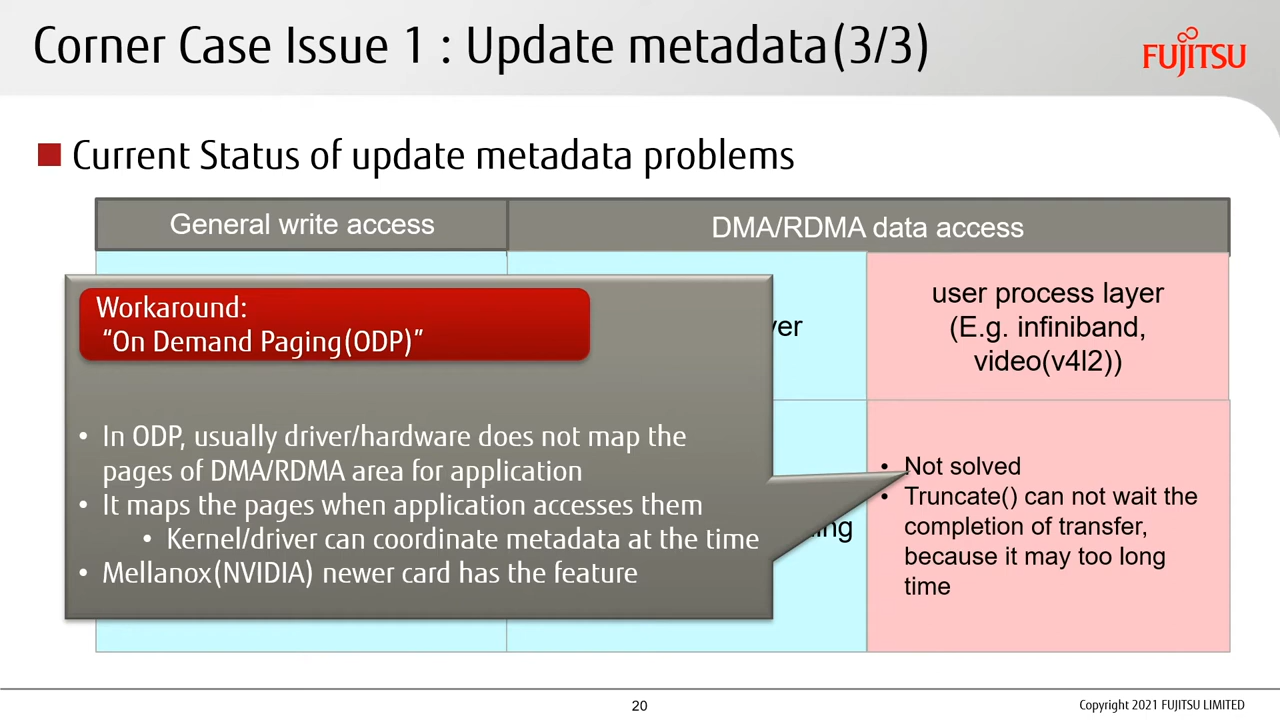 Corner Case Issue 1 : Update metadata(3/3)
FUJITSU
Current Status of update metadata problems
General write access
DMA/RDMA data access
user process layer
(E.g. infiniband,
video(v4l2))
Workaround:
“On Demand Paging(ODP)”
• In ODP, usually driver/hardware does not map the
pages of DMA/RDMA area for application
• It maps the pages when application accesses them
• Kernel/driver can coordinate metadata at the time
• Mellanox(NVIDIA) newer card has the feature
• Not solved
• Truncate() can not wait the
completion of transfer,
because it may too long
time
20
Copyright 2021 FUJITSU LIMITED